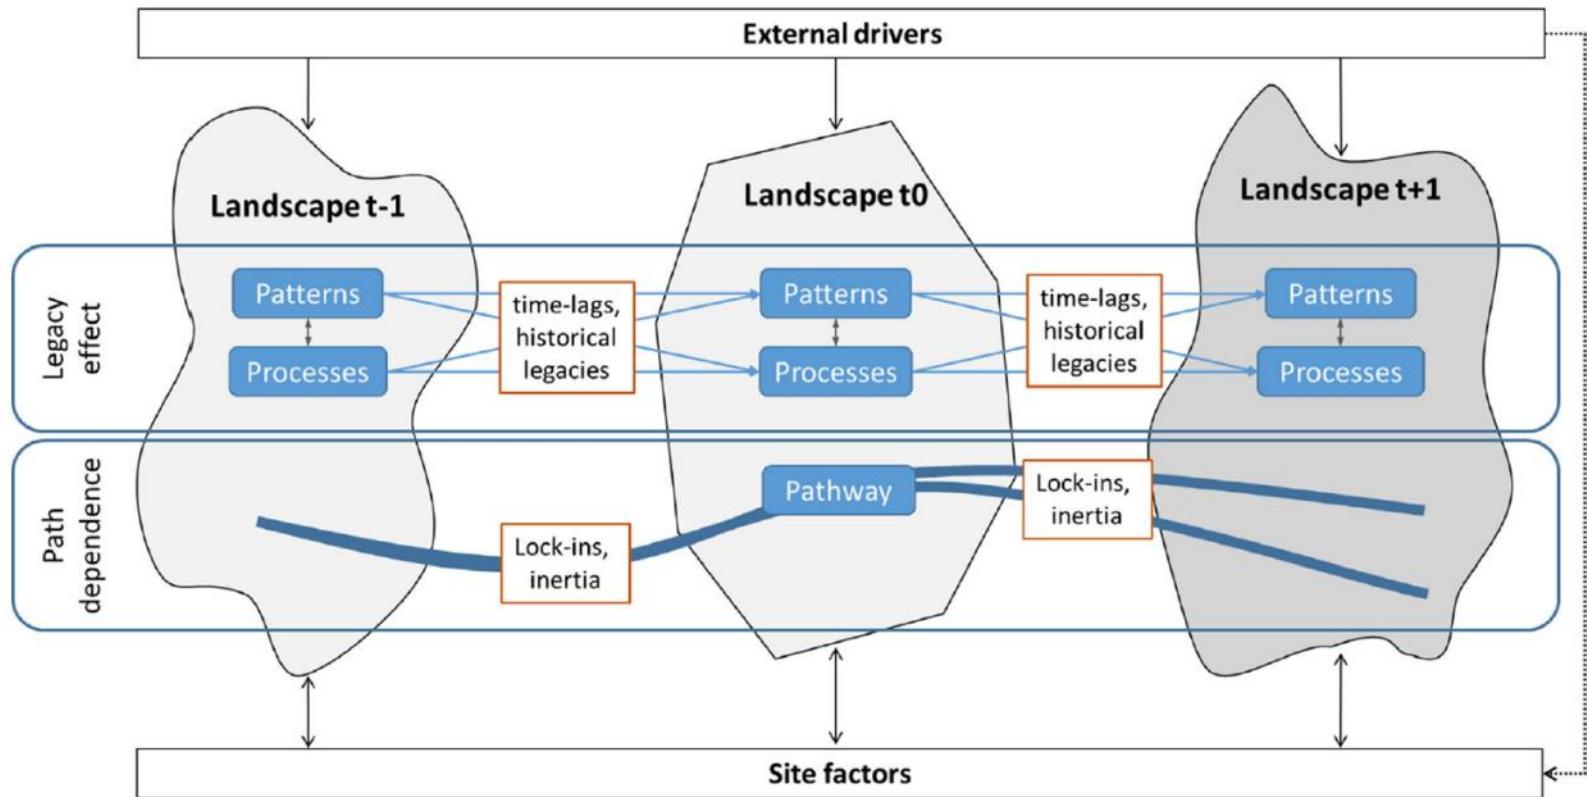 External drivers
Landscape t-1
Landscape t0
Landscape t+1
Legacy
effect
Patterns
Processes
time-lags,
historical
legacies
Patterns
Processes
time-lags,
historical
legacies
Patterns
Processes
Path
dependence
Lock-ins,
inertia
Pathway
Lock-ins,
inertia
Site factors